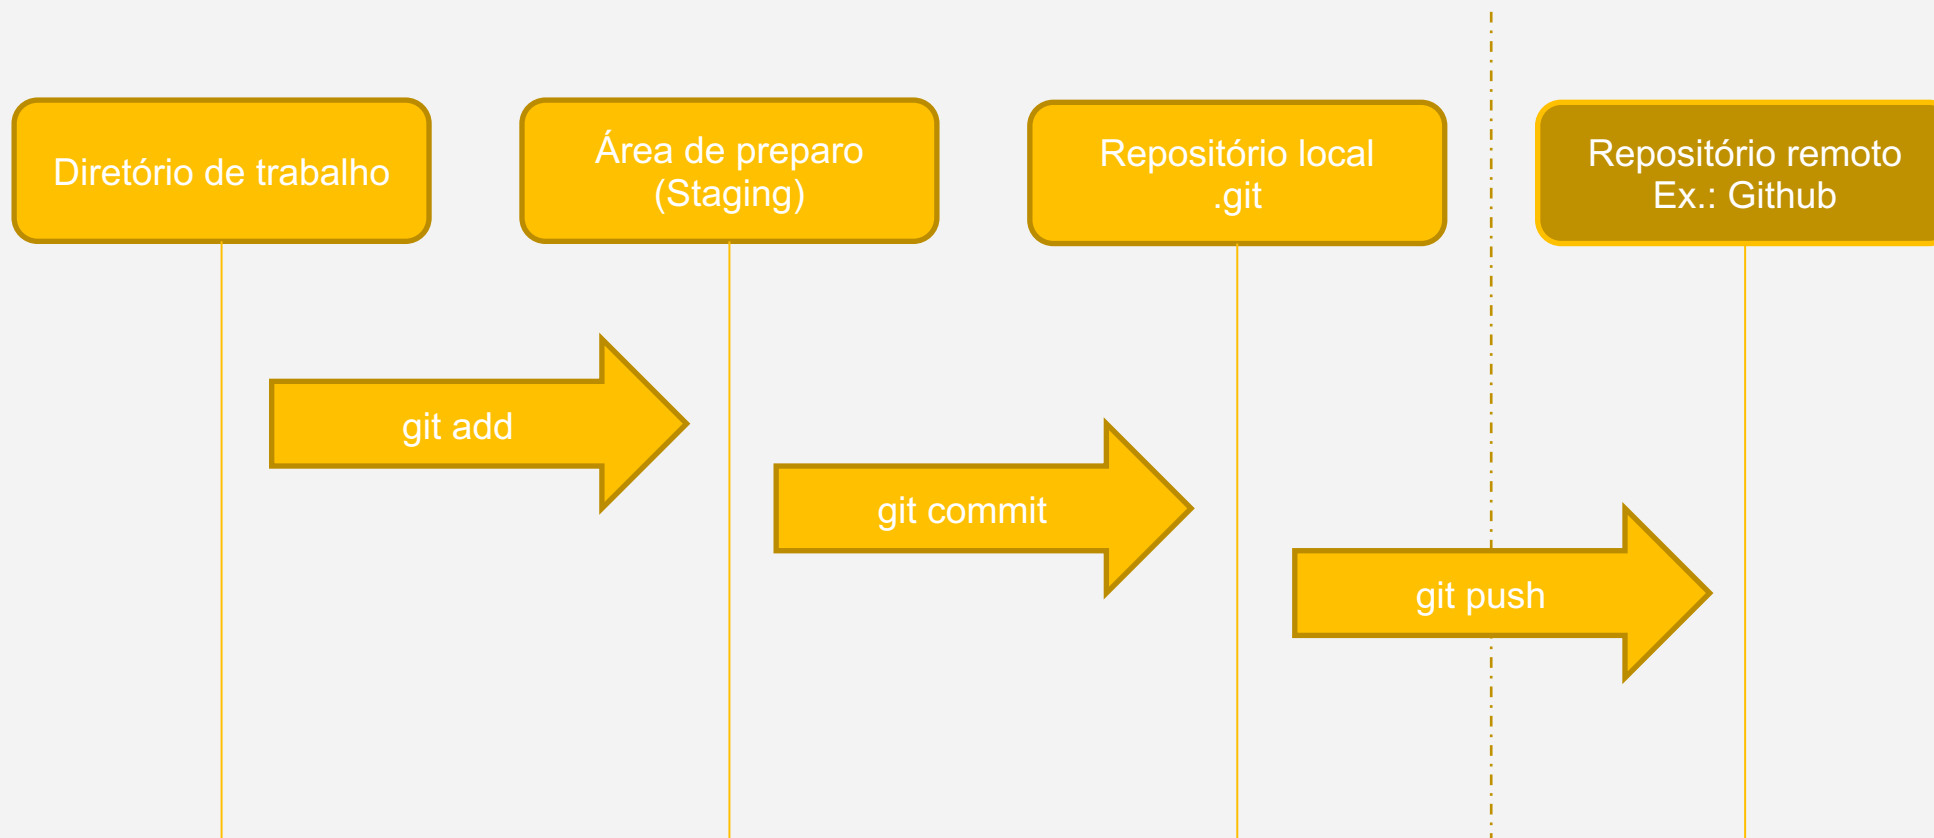 Diretório de trabalho
Área de preparo
(Staging)
Repositório local
.git
Repositório remoto
Ex.: Github
git add
git commit
git push